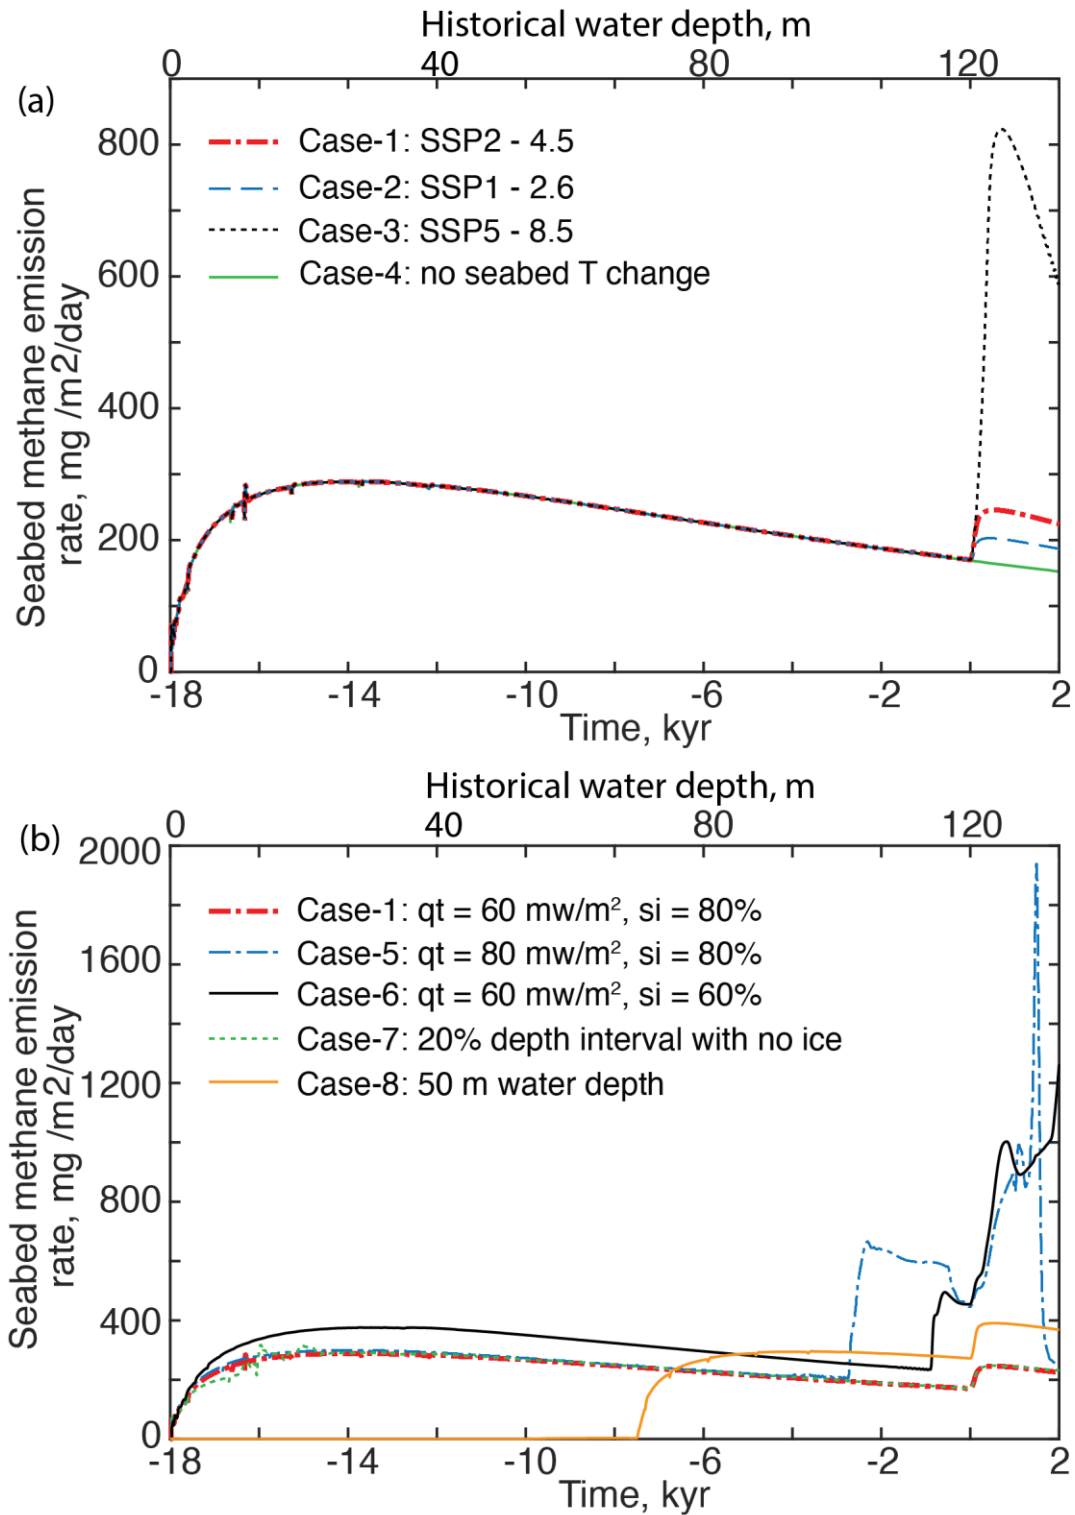 Historical water depth, m
0 40 80 120
(a)
800
600
400
200
0
Seabed methane emission
rate, mg /m2/day
Case-1: SSP2 - 4.5
Case-2: SSP1 - 2.6
Case-3: SSP5 - 8.5
Case-4: no seabed T change
-18 -14 -10 -6 -2 2
Time, kyr
Historical water depth, m
0 40 80 120
(b)
2000
1600
1200
800
400
0
Seabed methane emission
rate, mg /m2/day
Case-1: qt = 60 mw/m², si = 80%
Case-5: qt = 80 mw/m², si = 80%
Case-6: qt = 60 mw/m², si = 60%
Case-7: 20% depth interval with no ice
Case-8: 50 m water depth
-18 -14 -10 -6 -2 2
Time, kyr